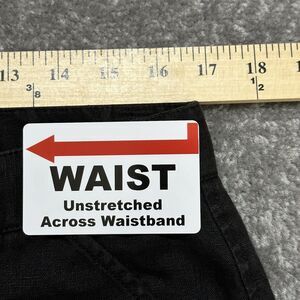 13 14 15 16 17 18
3
8
1
2
WAIST
Unstretched
Across Waistband